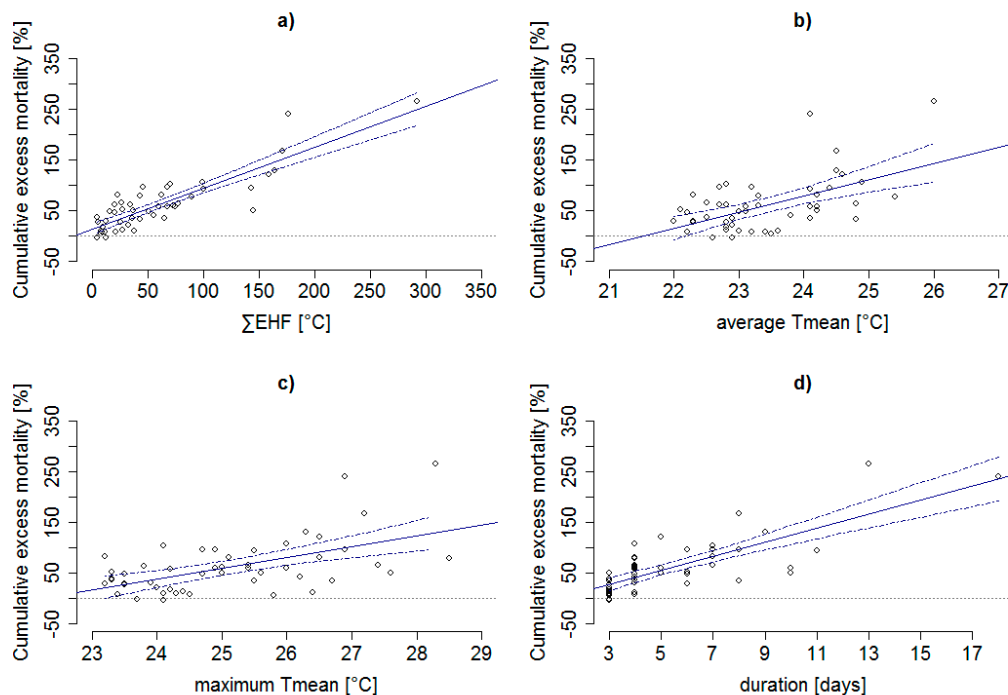 a)
Cumulative excess mortality [%]
-50 50 150 250 350
0 50 100 150 200 250 300 350
∑EHF [°C]
b)
Cumulative excess mortality [%]
-50 50 150 250 350
21 22 23 24 25 26 27
average Tmean [°C]
c)
Cumulative excess mortality [%]
-50 50 150 250 350
23 24 25 26 27 28 29
maximum Tmean [°C]
d)
Cumulative excess mortality [%]
-50 50 150 250 350
3 5 7 9 11 13 15 17
duration [days]